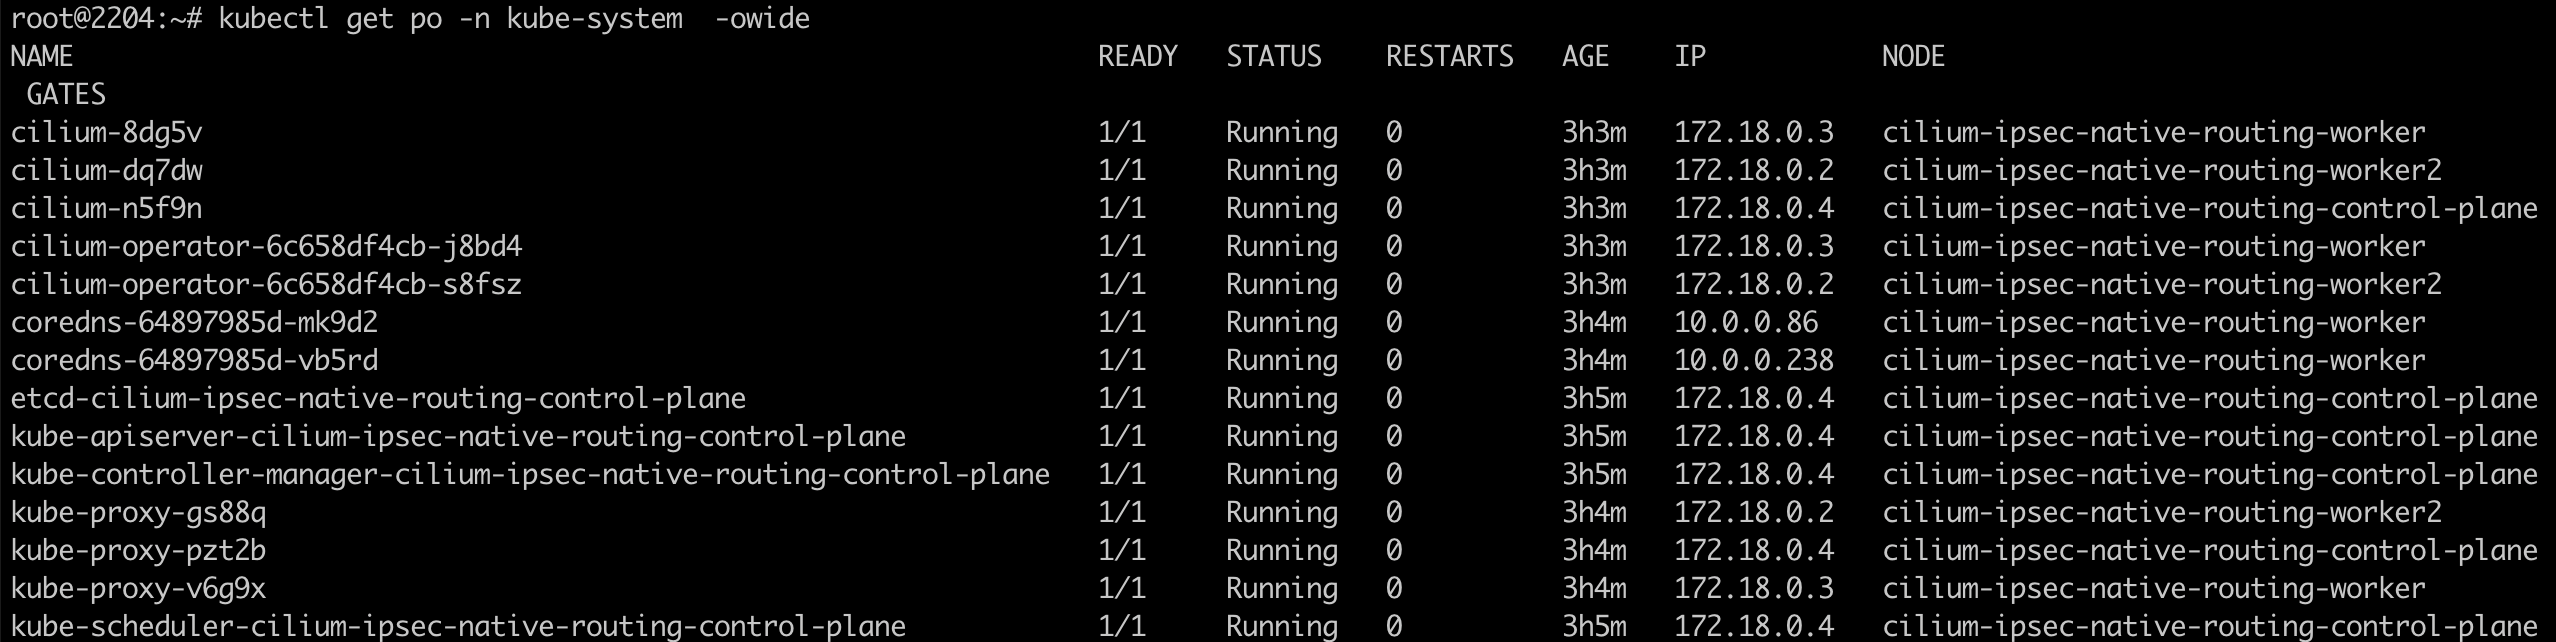 root@2204:~# kubectl get po -n kube-system  -owide
NAME                                                                READY   STATUS    RESTARTS   AGE    IP            NODE
 GATES
cilium-8dg5v                                                        1/1     Running   0          3h3m   172.18.0.3    cilium-ipsec-native-routing-worker
cilium-dq7dw                                                        1/1     Running   0          3h3m   172.18.0.2    cilium-ipsec-native-routing-worker2
cilium-n5f9n                                                        1/1     Running   0          3h3m   172.18.0.4    cilium-ipsec-native-routing-control-plane
cilium-operator-6c658df4cb-j8bd4                                    1/1     Running   0          3h3m   172.18.0.3    cilium-ipsec-native-routing-worker
cilium-operator-6c658df4cb-s8fsz                                    1/1     Running   0          3h3m   172.18.0.2    cilium-ipsec-native-routing-worker2
coredns-64897985d-mk9d2                                             1/1     Running   0          3h4m   10.0.0.86     cilium-ipsec-native-routing-worker
coredns-64897985d-vb5rd                                             1/1     Running   0          3h4m   10.0.0.238    cilium-ipsec-native-routing-worker
etcd-cilium-ipsec-native-routing-control-plane                      1/1     Running   0          3h5m   172.18.0.4    cilium-ipsec-native-routing-control-plane
kube-apiserver-cilium-ipsec-native-routing-control-plane            1/1     Running   0          3h5m   172.18.0.4    cilium-ipsec-native-routing-control-plane
kube-controller-manager-cilium-ipsec-native-routing-control-plane   1/1     Running   0          3h5m   172.18.0.4    cilium-ipsec-native-routing-control-plane
kube-proxy-gs88q                                                    1/1     Running   0          3h4m   172.18.0.2    cilium-ipsec-native-routing-worker2
kube-proxy-pzt2b                                                    1/1     Running   0          3h4m   172.18.0.4    cilium-ipsec-native-routing-control-plane
kube-proxy-v6g9x                                                    1/1     Running   0          3h4m   172.18.0.3    cilium-ipsec-native-routing-worker
kube-scheduler-cilium-ipsec-native-routing-control-plane            1/1     Running   0          3h5m   172.18.0.4    cilium-ipsec-native-routing-control-plane